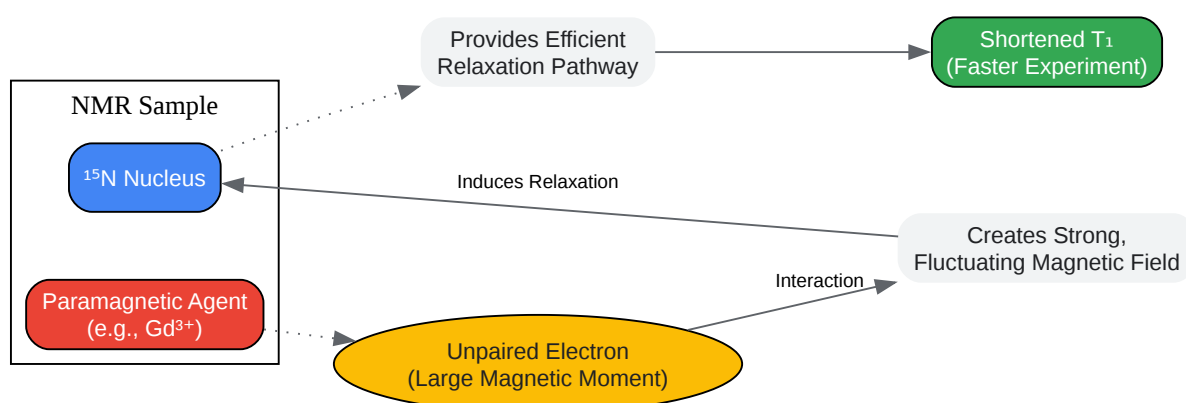 Provides Efficient
Relaxation Pathway
Shortened T₁
(Faster Experiment)
NMR Sample
¹⁵N Nucleus
Induces Relaxation
Creates Strong,
Fluctuating Magnetic Field
Interaction
Paramagnetic Agent
(e.g., Gd³⁺)
Unpaired Electron
(Large Magnetic Moment)